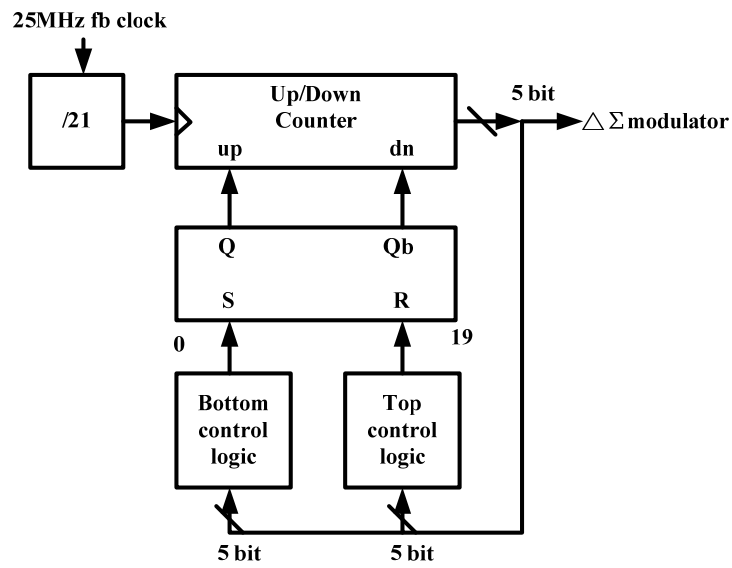 25MHz fb clock
/21
Up/Down
Counter
up
dn
5 bit
△Σmodulator
Q
Qb
S
R
0
19
Bottom
control
logic
Top
control
logic
5 bit
5 bit